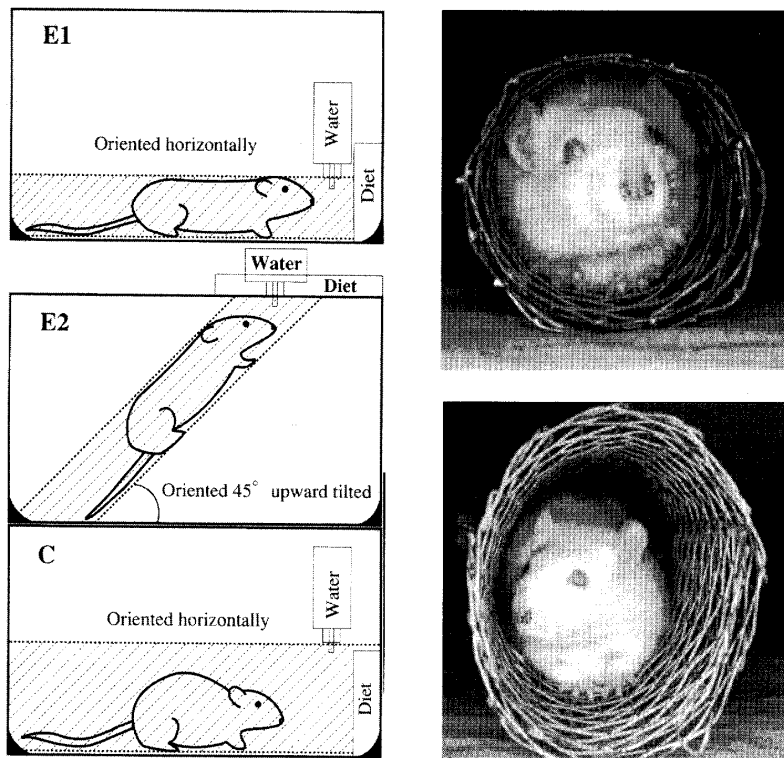 E1
Oriented horizontally
Water
Diet
Water
Diet
E2
Oriented 45° upward tilted
C
Oriented horizontally
Water
Diet